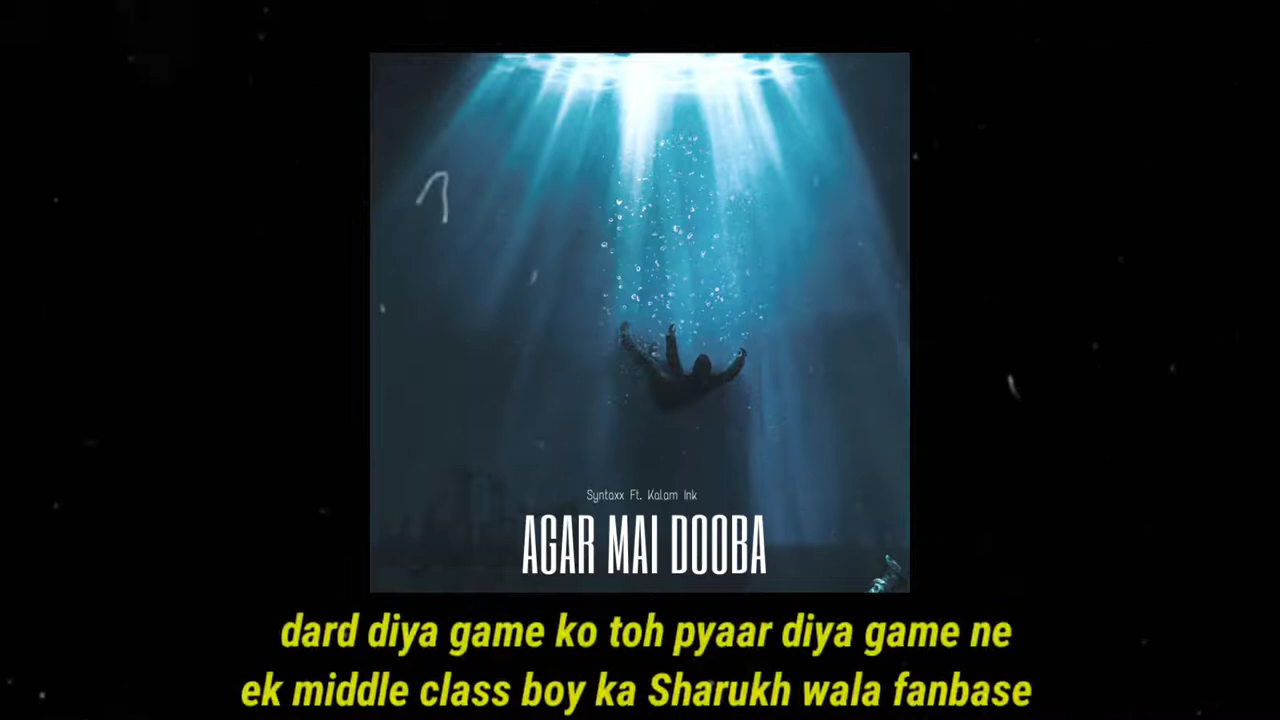 Syntaxx Ft. Kalam Ink
AGAR MAI DOOBA
dard diya game ko toh pyaar diya game ne
ek middle class boy ka Sharukh wala fanbase